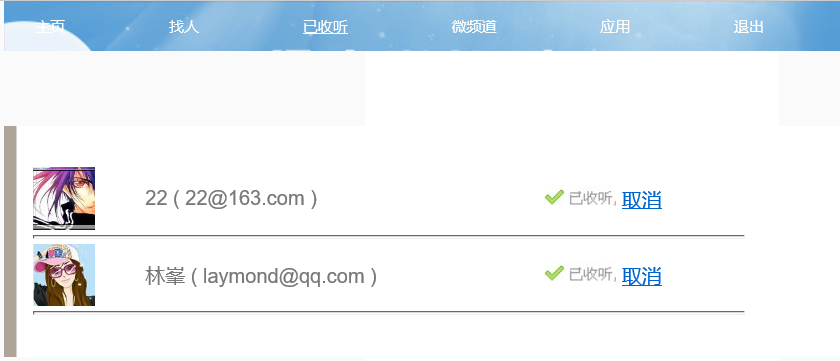 主页 找人 已收听 微频道 应用 退出
22 ( 22@163.com ) 已收听, 取消
林峯 ( laymond@qq.com ) 已收听, 取消